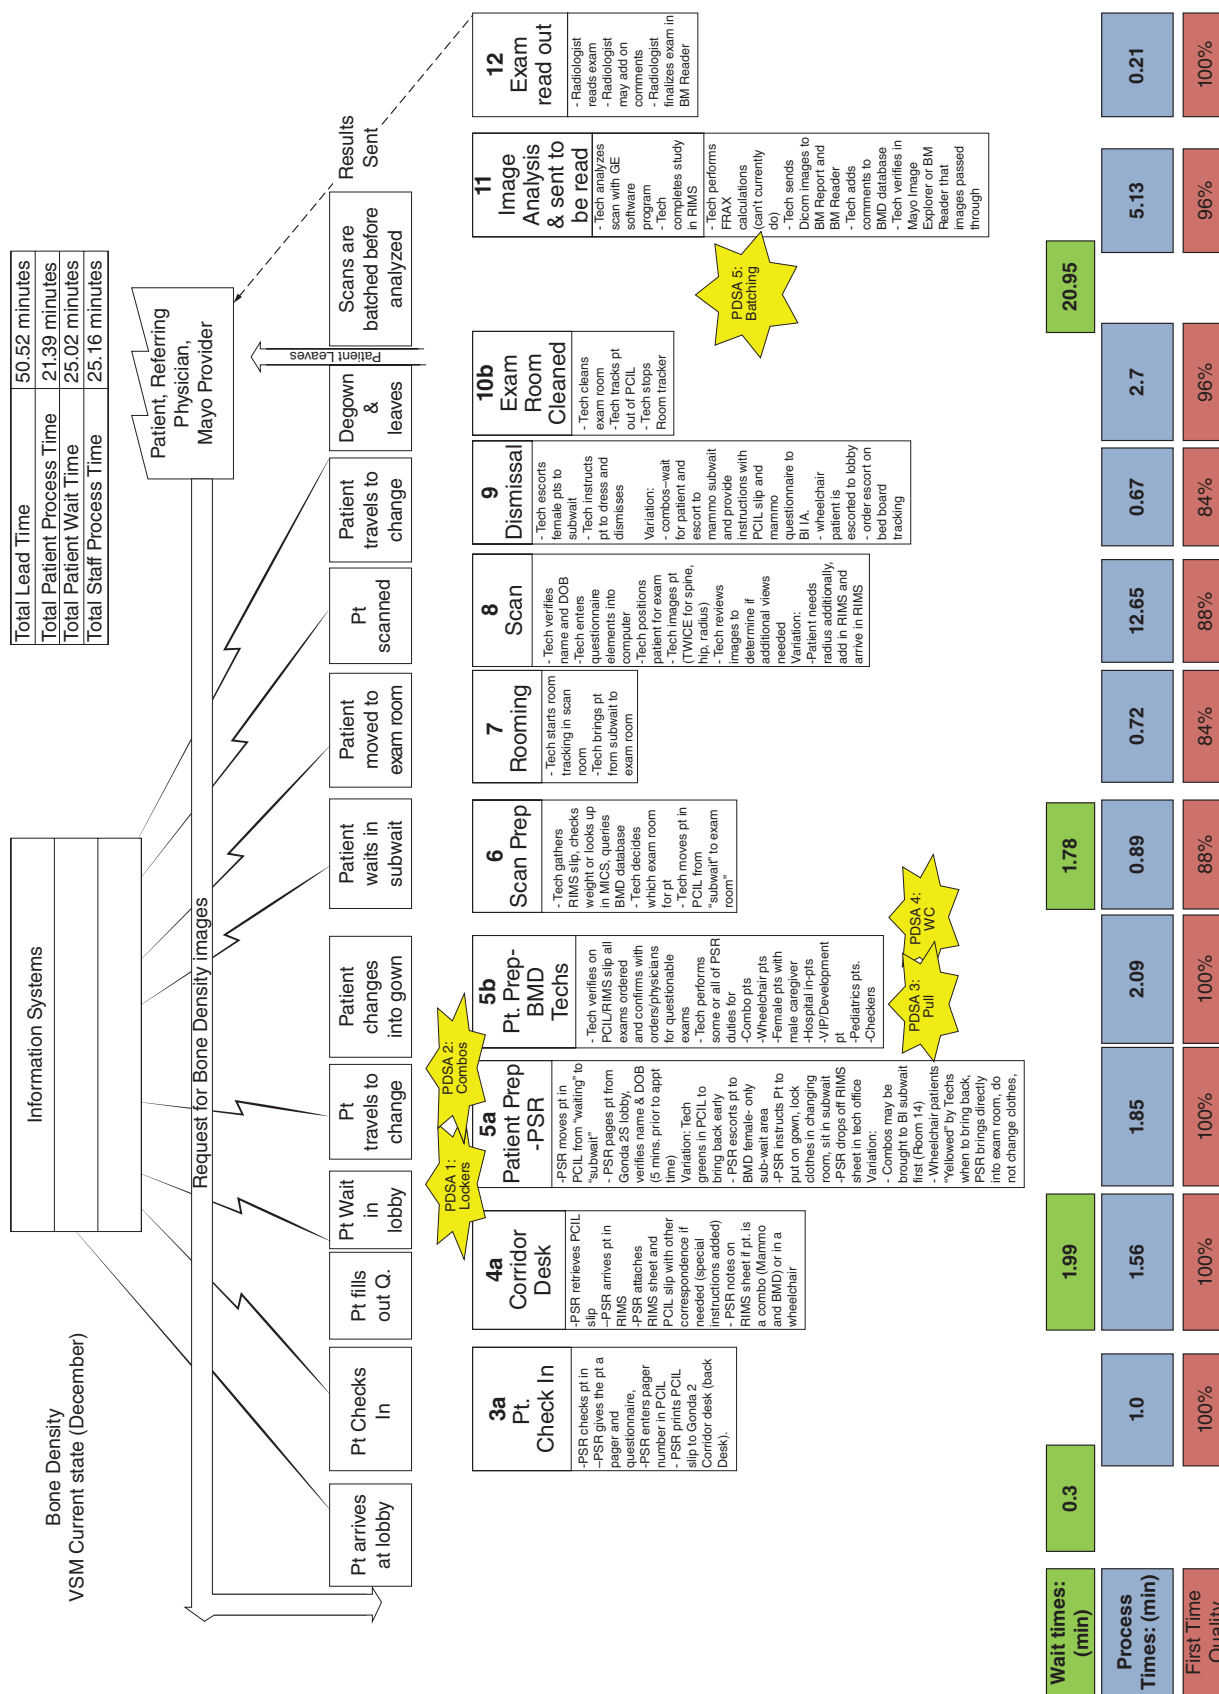 Bone Density
VSM Current state (December)
Information Systems
Total Lead Time 50.52 minutes
Total Patient Process Time 21.39 minutes
Total Patient Wait Time 25.02 minutes
Total Staff Process Time 25.16 minutes
Request for Bone Density images
Patient, Referring
Physician,
Mayo Provider
Results
Sent
Patient Leaves
Pt arrives
at lobby
Pt Checks
In
Pt fills
out Q.
Pt Wait
in
lobby
Pt
travels to
change
Patient
changes
into gown
Patient
waits in
subwait
Patient
moved to
exam room
Pt
scanned
Patient
travels to
change
Degown
&
leaves
Scans are
batched before
analyzed
PDSA 1:
Lockers
PDSA 2:
Combos
3a
Pt.
Check In
-PSR checks pt in
–PSR gives the pt a
pager and
questionnaire,
-PSR enters pager
number in PCIL
- PSR prints PCIL
slip to Gonda 2
Corridor desk (back
Desk).
4a
Corridor
Desk
-PSR retrieves PCIL
slip
–PSR arrives pt in
RIMS
-PSR attaches
RIMS sheet and
PCIL slip with other
correspondence if
needed (special
instructions added)
- PSR notes on
RIMS sheet if pt. is
a combo (Mammo
and BMD) or in a
wheelchair
5a
Patient Prep
-PSR
-PSR moves pt in
PCIL from “waiting” to
“subwait”
- PSR pages pt from
Gonda 2S lobby,
verifies name & DOB
(5 mins. prior to appt
time)
Variation: Tech
greens in PCIL to
bring back early
- PSR escorts pt to
BMD female- only
sub-wait area
-PSR instructs Pt to
put on gown, lock
clothes in changing
room, sit in subwait
-PSR drops off RIMS
sheet in tech office
Variation:
- Combos may be
brought to BI subwait
first (Room 14)
- Wheelchair patients
“Yellowed” by Techs
when to bring back,
PSR brings directly
into exam room, do
not change clothes,
5b
Pt. Prep-
BMD
Techs
- Tech verifies on
PCIL/RIMS slip all
exams ordered
and confirms with
orders/physicians
for questionable
exams
- Tech performs
some or all of PSR
duties for
-Combo pts
-Wheelchair pts
-Female pts with
male caregiver
-Hospital in-pts
-VIP/Development
pt
-Pediatrics pts.
-Checkers
PDSA 3:
Pull
PDSA 4:
WC
6
Scan Prep
- Tech gathers
RIMS slip, checks
weight or looks up
in MICS, queries
BMD database
- Tech decides
which exam room
for pt
- Tech moves pt in
PCIL from
“subwait” to exam
room”
7
Rooming
- Tech starts room
tracking in scan
room
-Tech brings pt
from subwait to
exam room
8
Scan
- Tech verifies
name and DOB
-Tech enters
questionnaire
elements into
computer
-Tech positions
patient for exam
- Tech images pt
(TWICE for spine,
hip, radius)
- Tech reviews
images to
determine if
additional views
needed
Variation:
-Patient needs
radius additionally,
add in RIMS and
arrive in RIMS
9
Dismissal
- Tech escorts
female pts to
subwait
- Tech instructs
pt to dress and
dismisses
Variation:
- combos–wait
for patient and
escort to
mammo subwait
and provide
instructions with
PCIL slip and
mammo
questionnaire to
BI IA.
- wheelchair
patient is
escorted to lobby
- order escort on
bed board
tracking
10b
Exam
Room
Cleaned
- Tech cleans
exam room
- Tech tracks pt
out of PCIL
- Tech stops
Room tracker
PDSA 5:
Batching
11
Image
Analysis
& sent to
be read
- Tech analyzes
scan with GE
software
program
- Tech
completes study
in RIMS
- Tech performs
FRAX
calculations
(can’t currently
do)
- Tech sends
Dicom images to
BM Report and
BM Reader
- Tech adds
comments to
BMD database
- Tech verifies in
Mayo Image
Explorer or BM
Reader that
images passed
through
12
Exam
read out
- Radiologist
reads exam
- Radiologist
may add on
comments
- Radiologist
finalizes exam in
BM Reader
Wait times:
(min)
0.3
1.99
1.78
20.95
Process
Times: (min)
1.0
1.56
1.85
2.09
0.89
0.72
12.65
0.67
2.7
5.13
0.21
First Time
Quality
100%
100%
100%
100%
88%
84%
88%
84%
96%
96%
100%